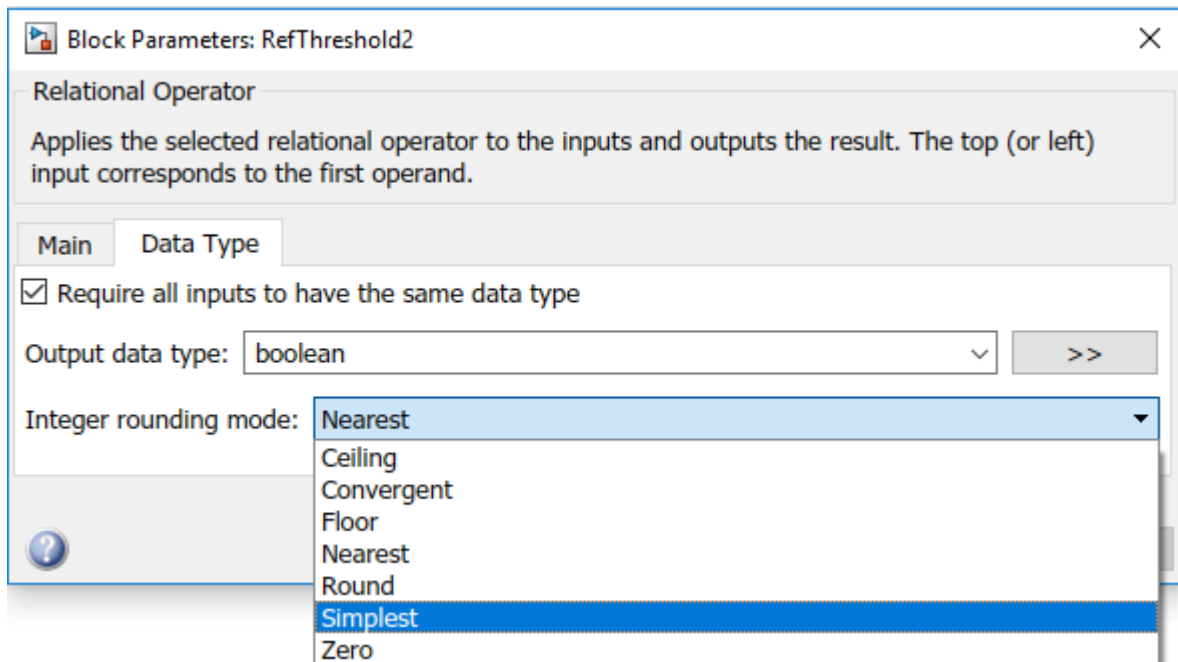 Block Parameters: RefThreshold2
Relational Operator
Applies the selected relational operator to the inputs and outputs the result. The top (or left)
input corresponds to the first operand.
Main Data Type
Require all inputs to have the same data type
Output data type: boolean >>
Integer rounding mode: Nearest
Ceiling
Convergent
Floor
Nearest
Round
Simplest
Zero
?